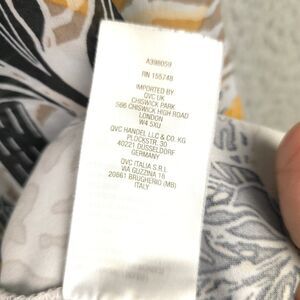 A398059
RN 155748
IMPORTED BY
QVC UK
CHISWICK PARK
566 CHISWICK HIGH ROAD
LONDON
W4 5XU
QVC HANDEL LLC & CO. KG
PLOCKSTR. 30
40221 DÜSSELDORF
GERMANY
QVC ITALIA S.R.L
VIA GUZZINA 18
20861 BRUGHERIO (MB)
ITALY